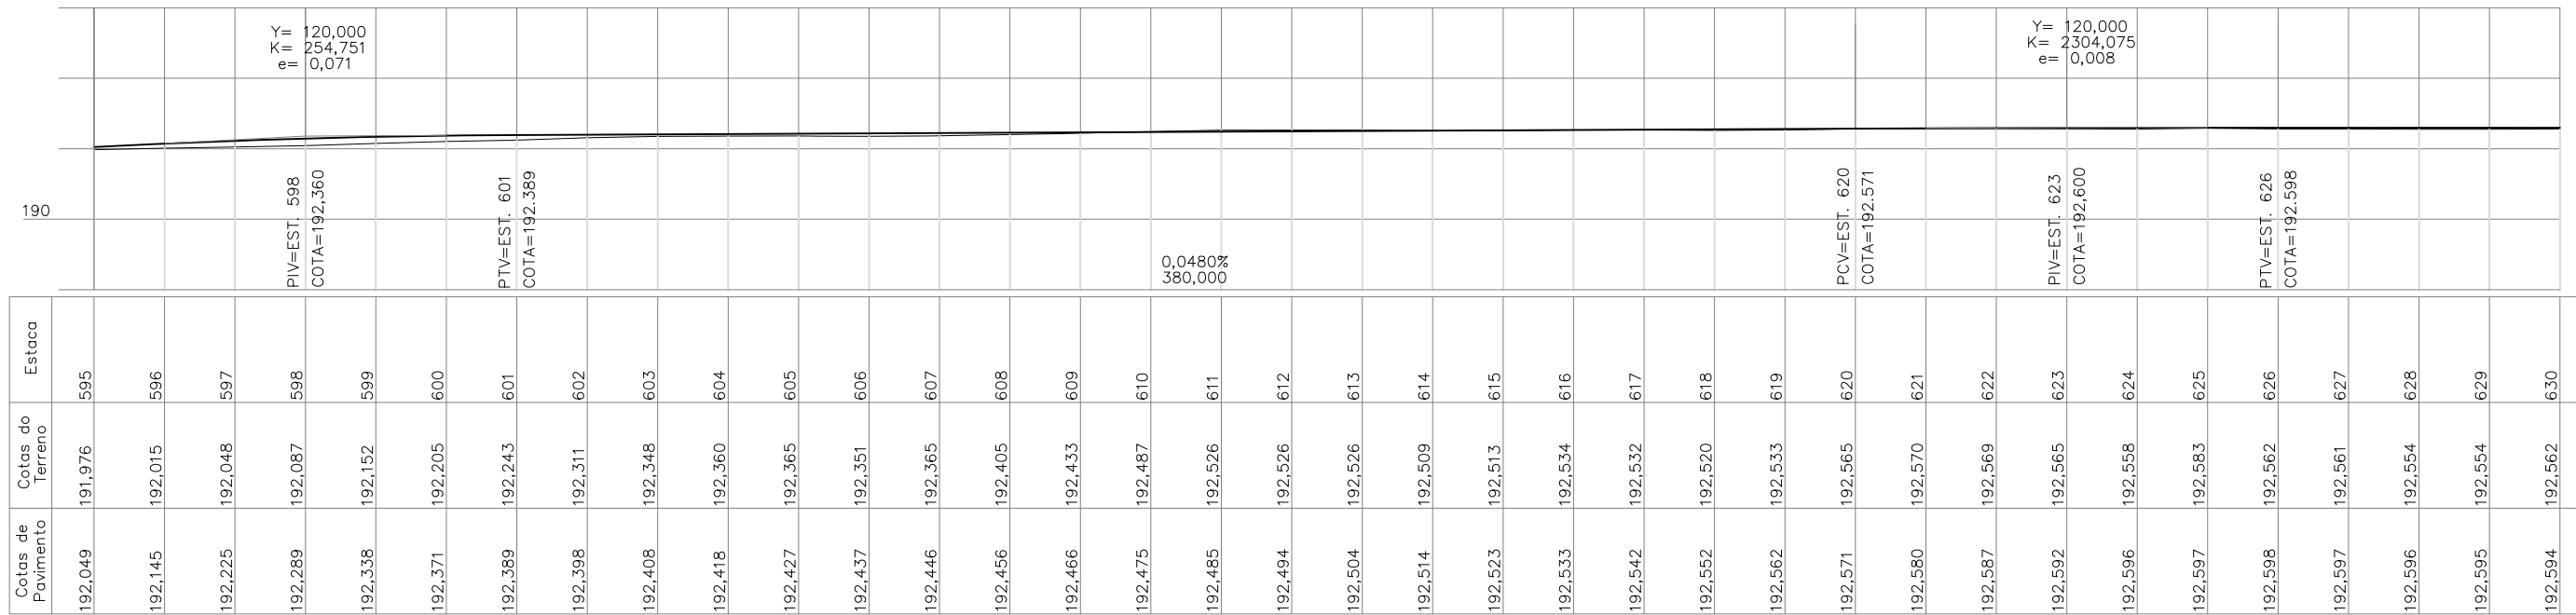 Y= 120,000
K= 254,751
e= 0,071
Y= 120,000
K= 2304,075
e= 0,008
190
PIV=EST. 598
COTA=192,360
PTV=EST. 601
COTA=192.389
0,0480%
380,000
PCV=EST. 620
COTA=192.571
PIV=EST. 623
COTA=192,600
PTV=EST. 626
COTA=192.598
Estaca
595 596 597 598 599 600 601 602 603 604 605 606 607 608 609 610 611 612 613 614 615 616 617 618 619 620 621 622 623 624 625 626 627 628 629 630
Cotas do
Terreno
191,976 192,015 192,048 192,087 192,152 192,205 192,243 192,311 192,348 192,360 192,365 192,351 192,365 192,405 192,433 192,487 192,526 192,526 192,526 192,509 192,513 192,534 192,532 192,520 192,533 192,565 192,570 192,569 192,565 192,558 192,583 192,562 192,561 192,554 192,554 192,562
Cotas de
Pavimento
192,049 192,145 192,225 192,289 192,338 192,371 192,389 192,398 192,408 192,418 192,427 192,437 192,446 192,456 192,466 192,475 192,485 192,494 192,504 192,514 192,523 192,533 192,542 192,552 192,562 192,571 192,580 192,587 192,592 192,596 192,597 192,598 192,597 192,596 192,595 192,594